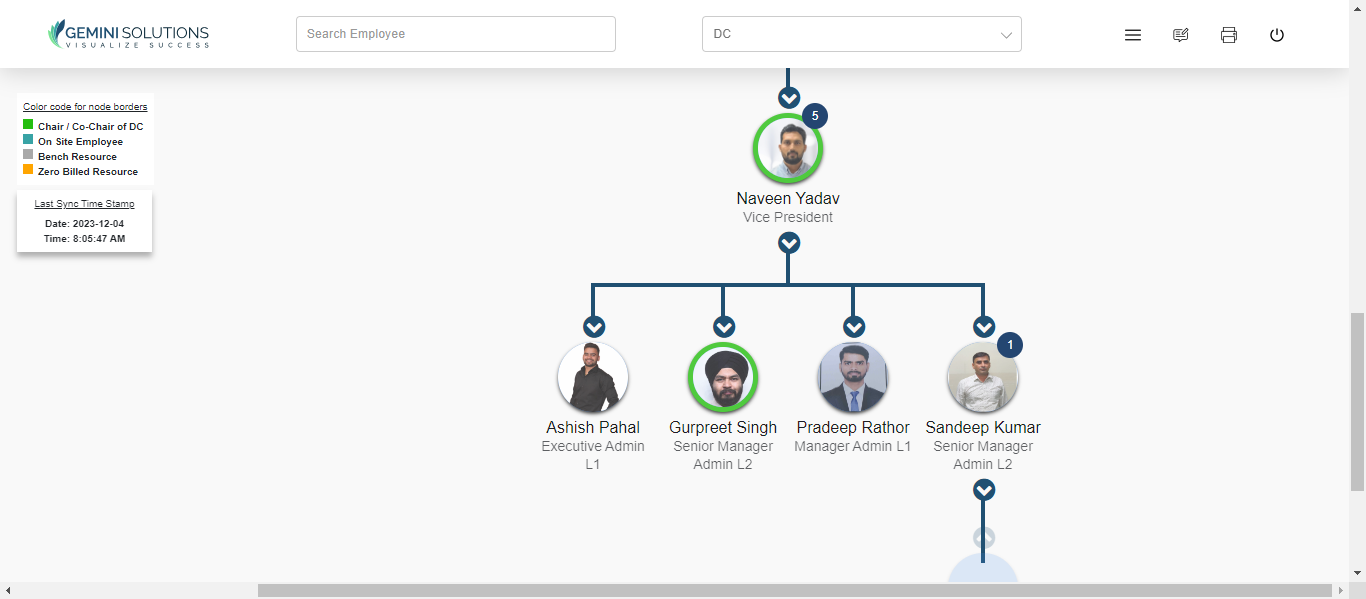 GEMINI SOLUTIONS
VISUALIZE SUCCESS
Search Employee
DC
Color code for node borders
Chair / Co-Chair of DC
On Site Employee
Bench Resource
Zero Billed Resource
Last Sync Time Stamp
Date: 2023-12-04
Time: 8:05:47 AM
5
Naveen Yadav
Vice President
1
Ashish Pahal
Executive Admin
L1
Gurpreet Singh
Senior Manager
Admin L2
Pradeep Rathor
Manager Admin L1
Sandeep Kumar
Senior Manager
Admin L2